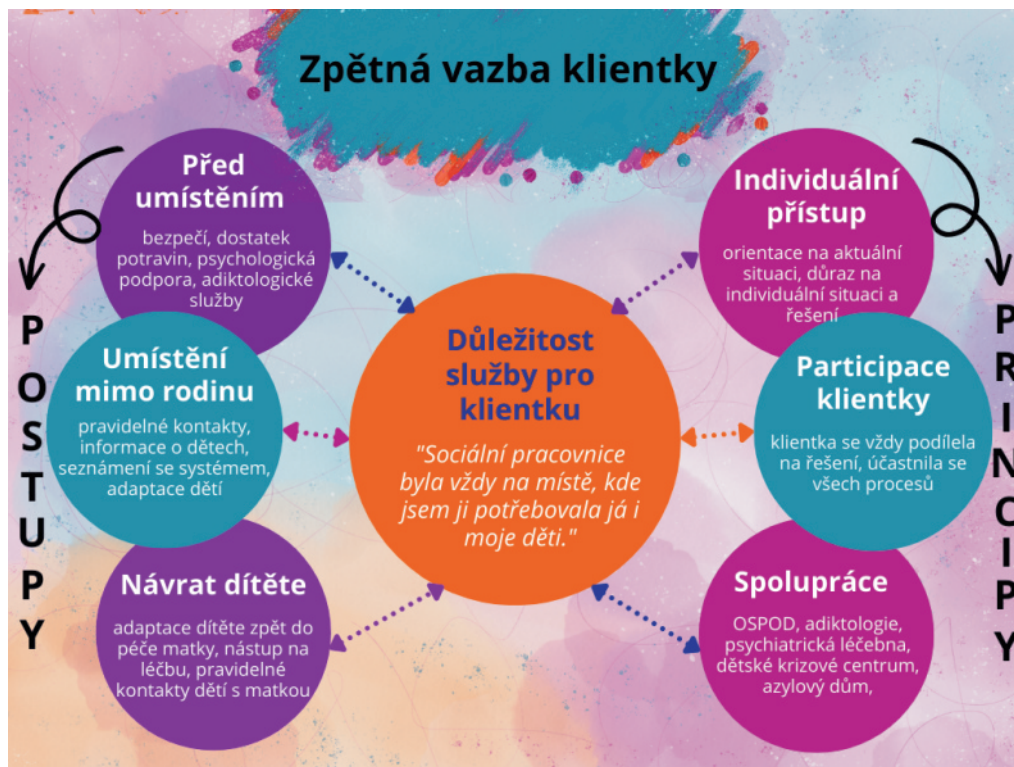 Zpětná vazba klientky
POSTUPY
Před
umístěním
bezpečí, dostatek
potravin, psychologická
podpora, adiktologické
služby
Umístění
mimo rodinu
pravidelné kontakty,
informace o dětech,
seznámení se systémem,
adaptace dětí
Návrat dítěte
adaptace dítěte zpět do
péče matky, nástup na
léčbu, pravidelné
kontakty dětí s matkou
Důležitost
služby pro
klientku
"Sociální pracovnice
byla vždy na místě, kde
jsem ji potřebovala já i
moje děti."
Individuální
přístup
orientace na aktuální
situaci, důraz na
individuální situaci a
řešení
Participace
klientky
klientka se vždy podílela
na řešení, účastnila se
všech procesů
Spolupráce
OSPOD, adiktologie,
psychiatrická léčebna,
dětské krizové centrum,
azylový dům,
PRINCIPY